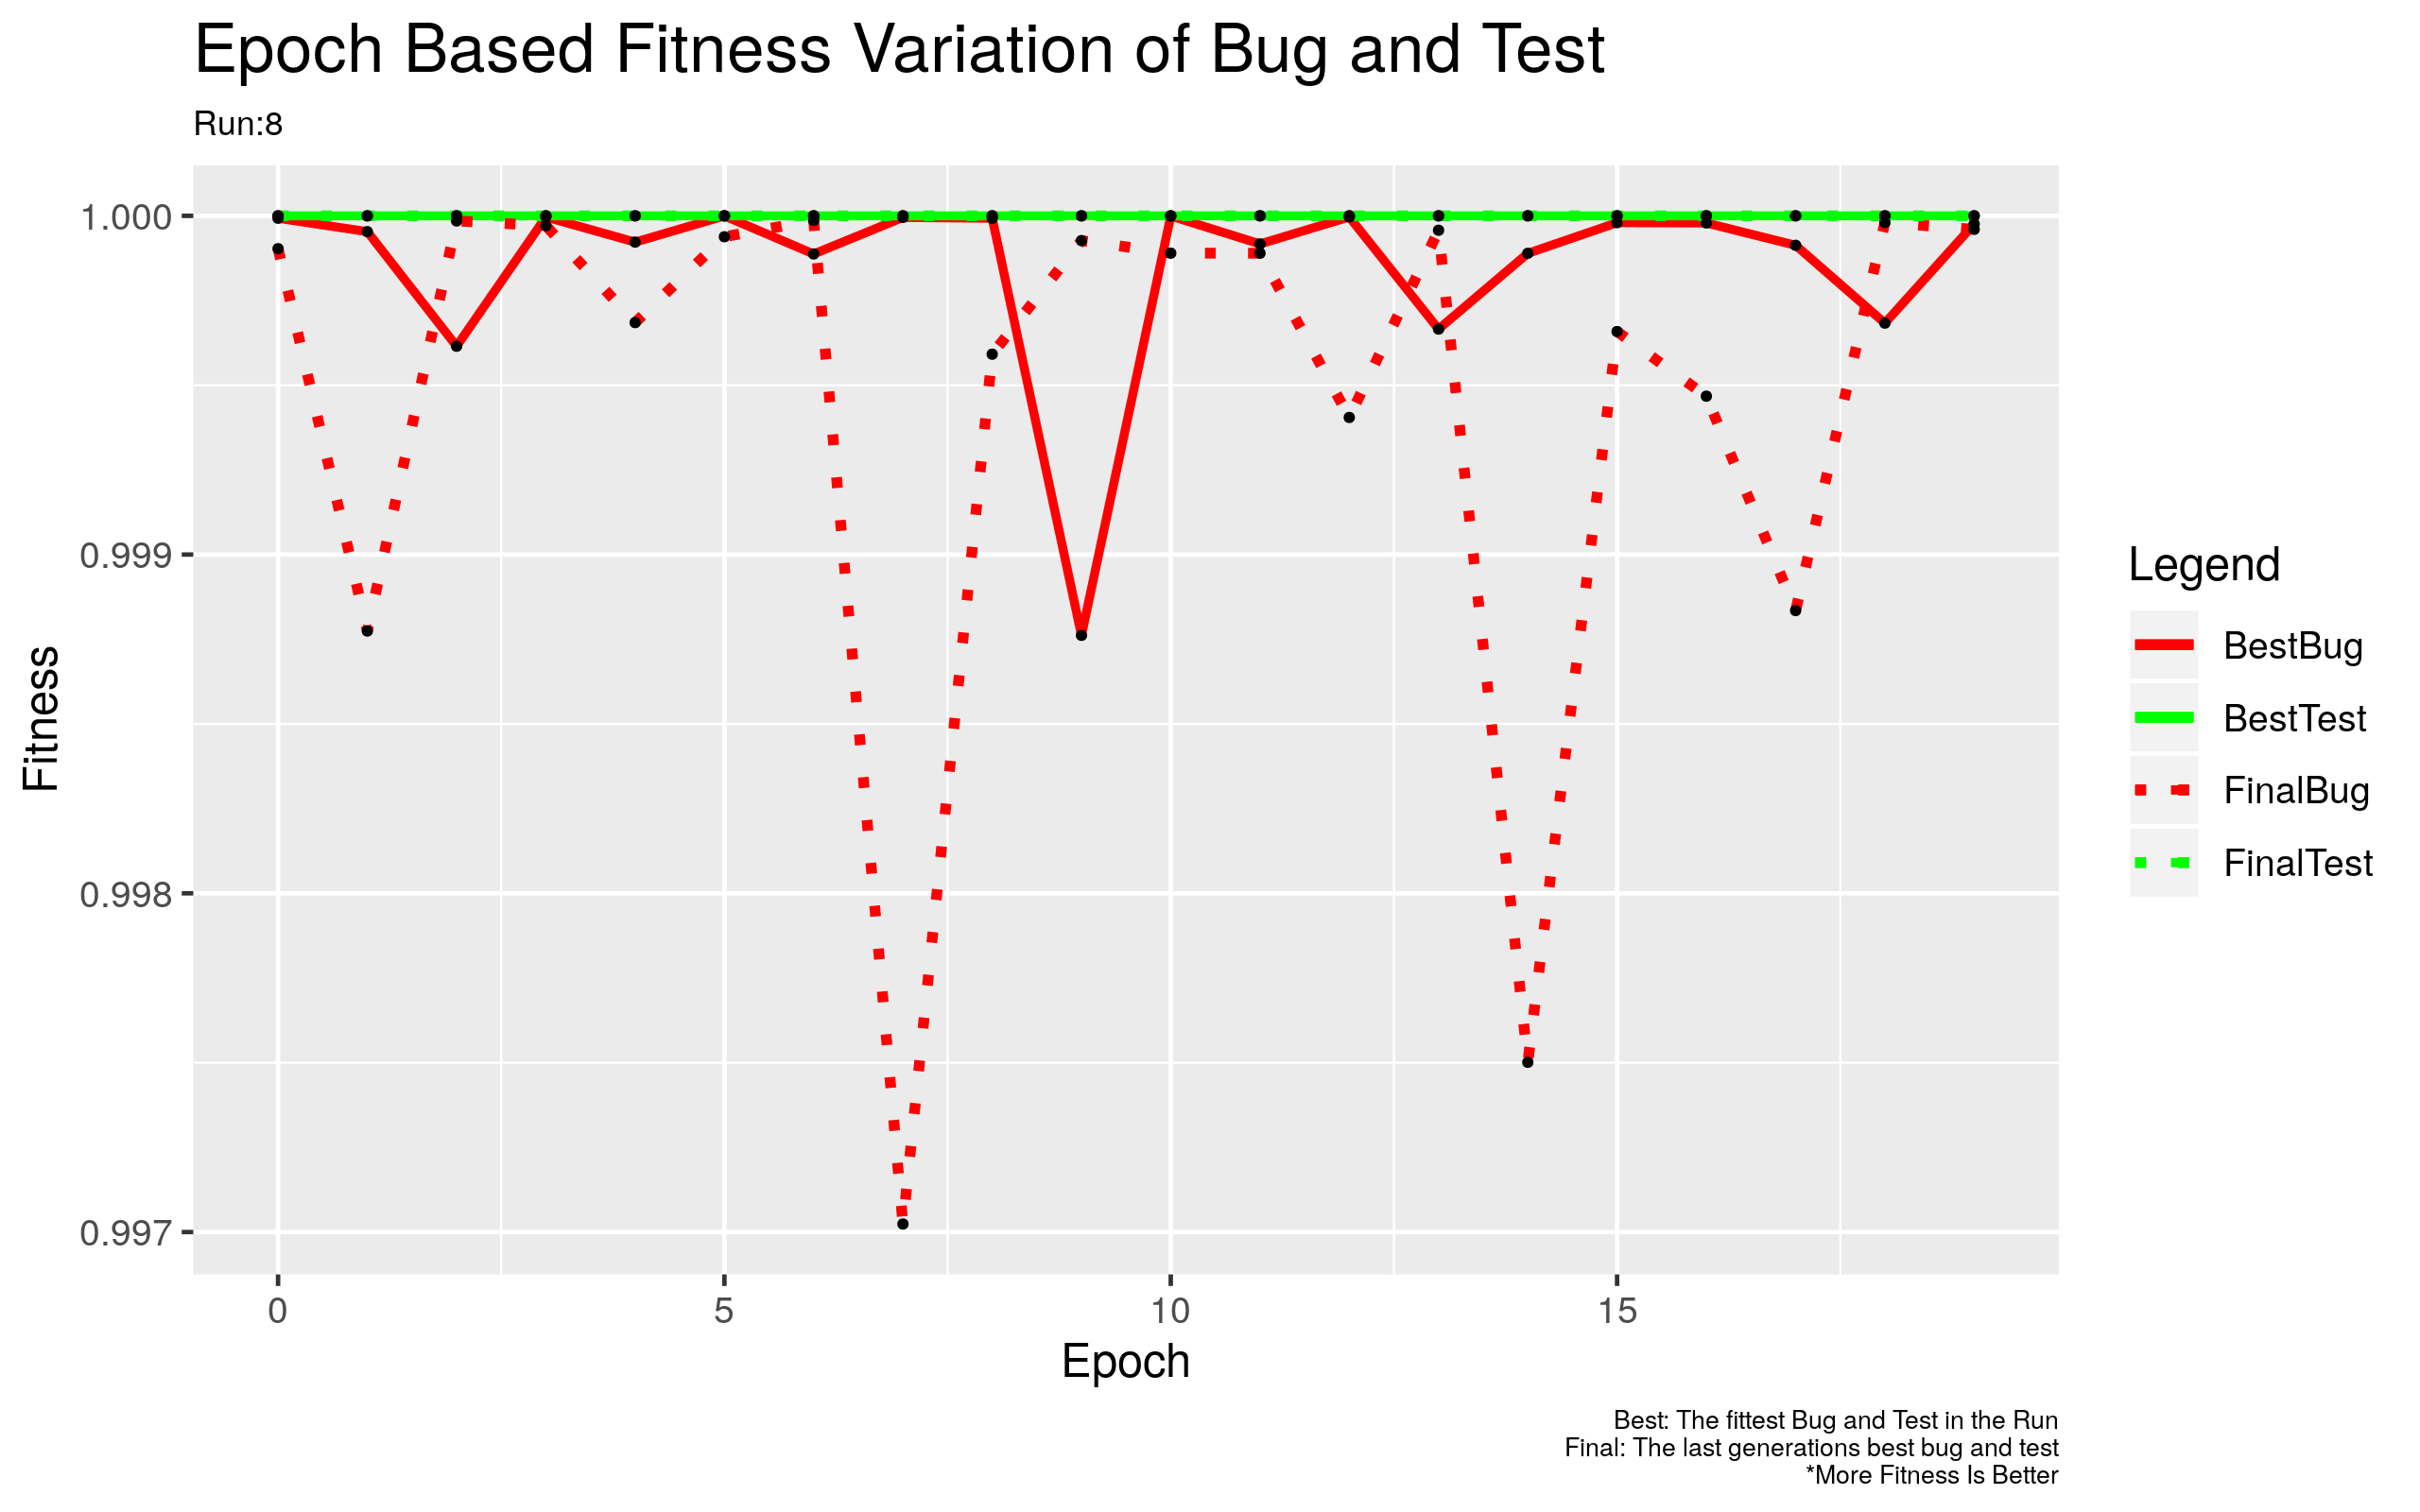 Epoch Based Fitness Variation of Bug and Test
Run:8
1.000
0.999
0.998
0.997
Fitness
0
5
10
15
Epoch
Legend
BestBug
BestTest
FinalBug
FinalTest
Best: The fittest Bug and Test in the Run
Final: The last generations best bug and test
*More Fitness Is Better